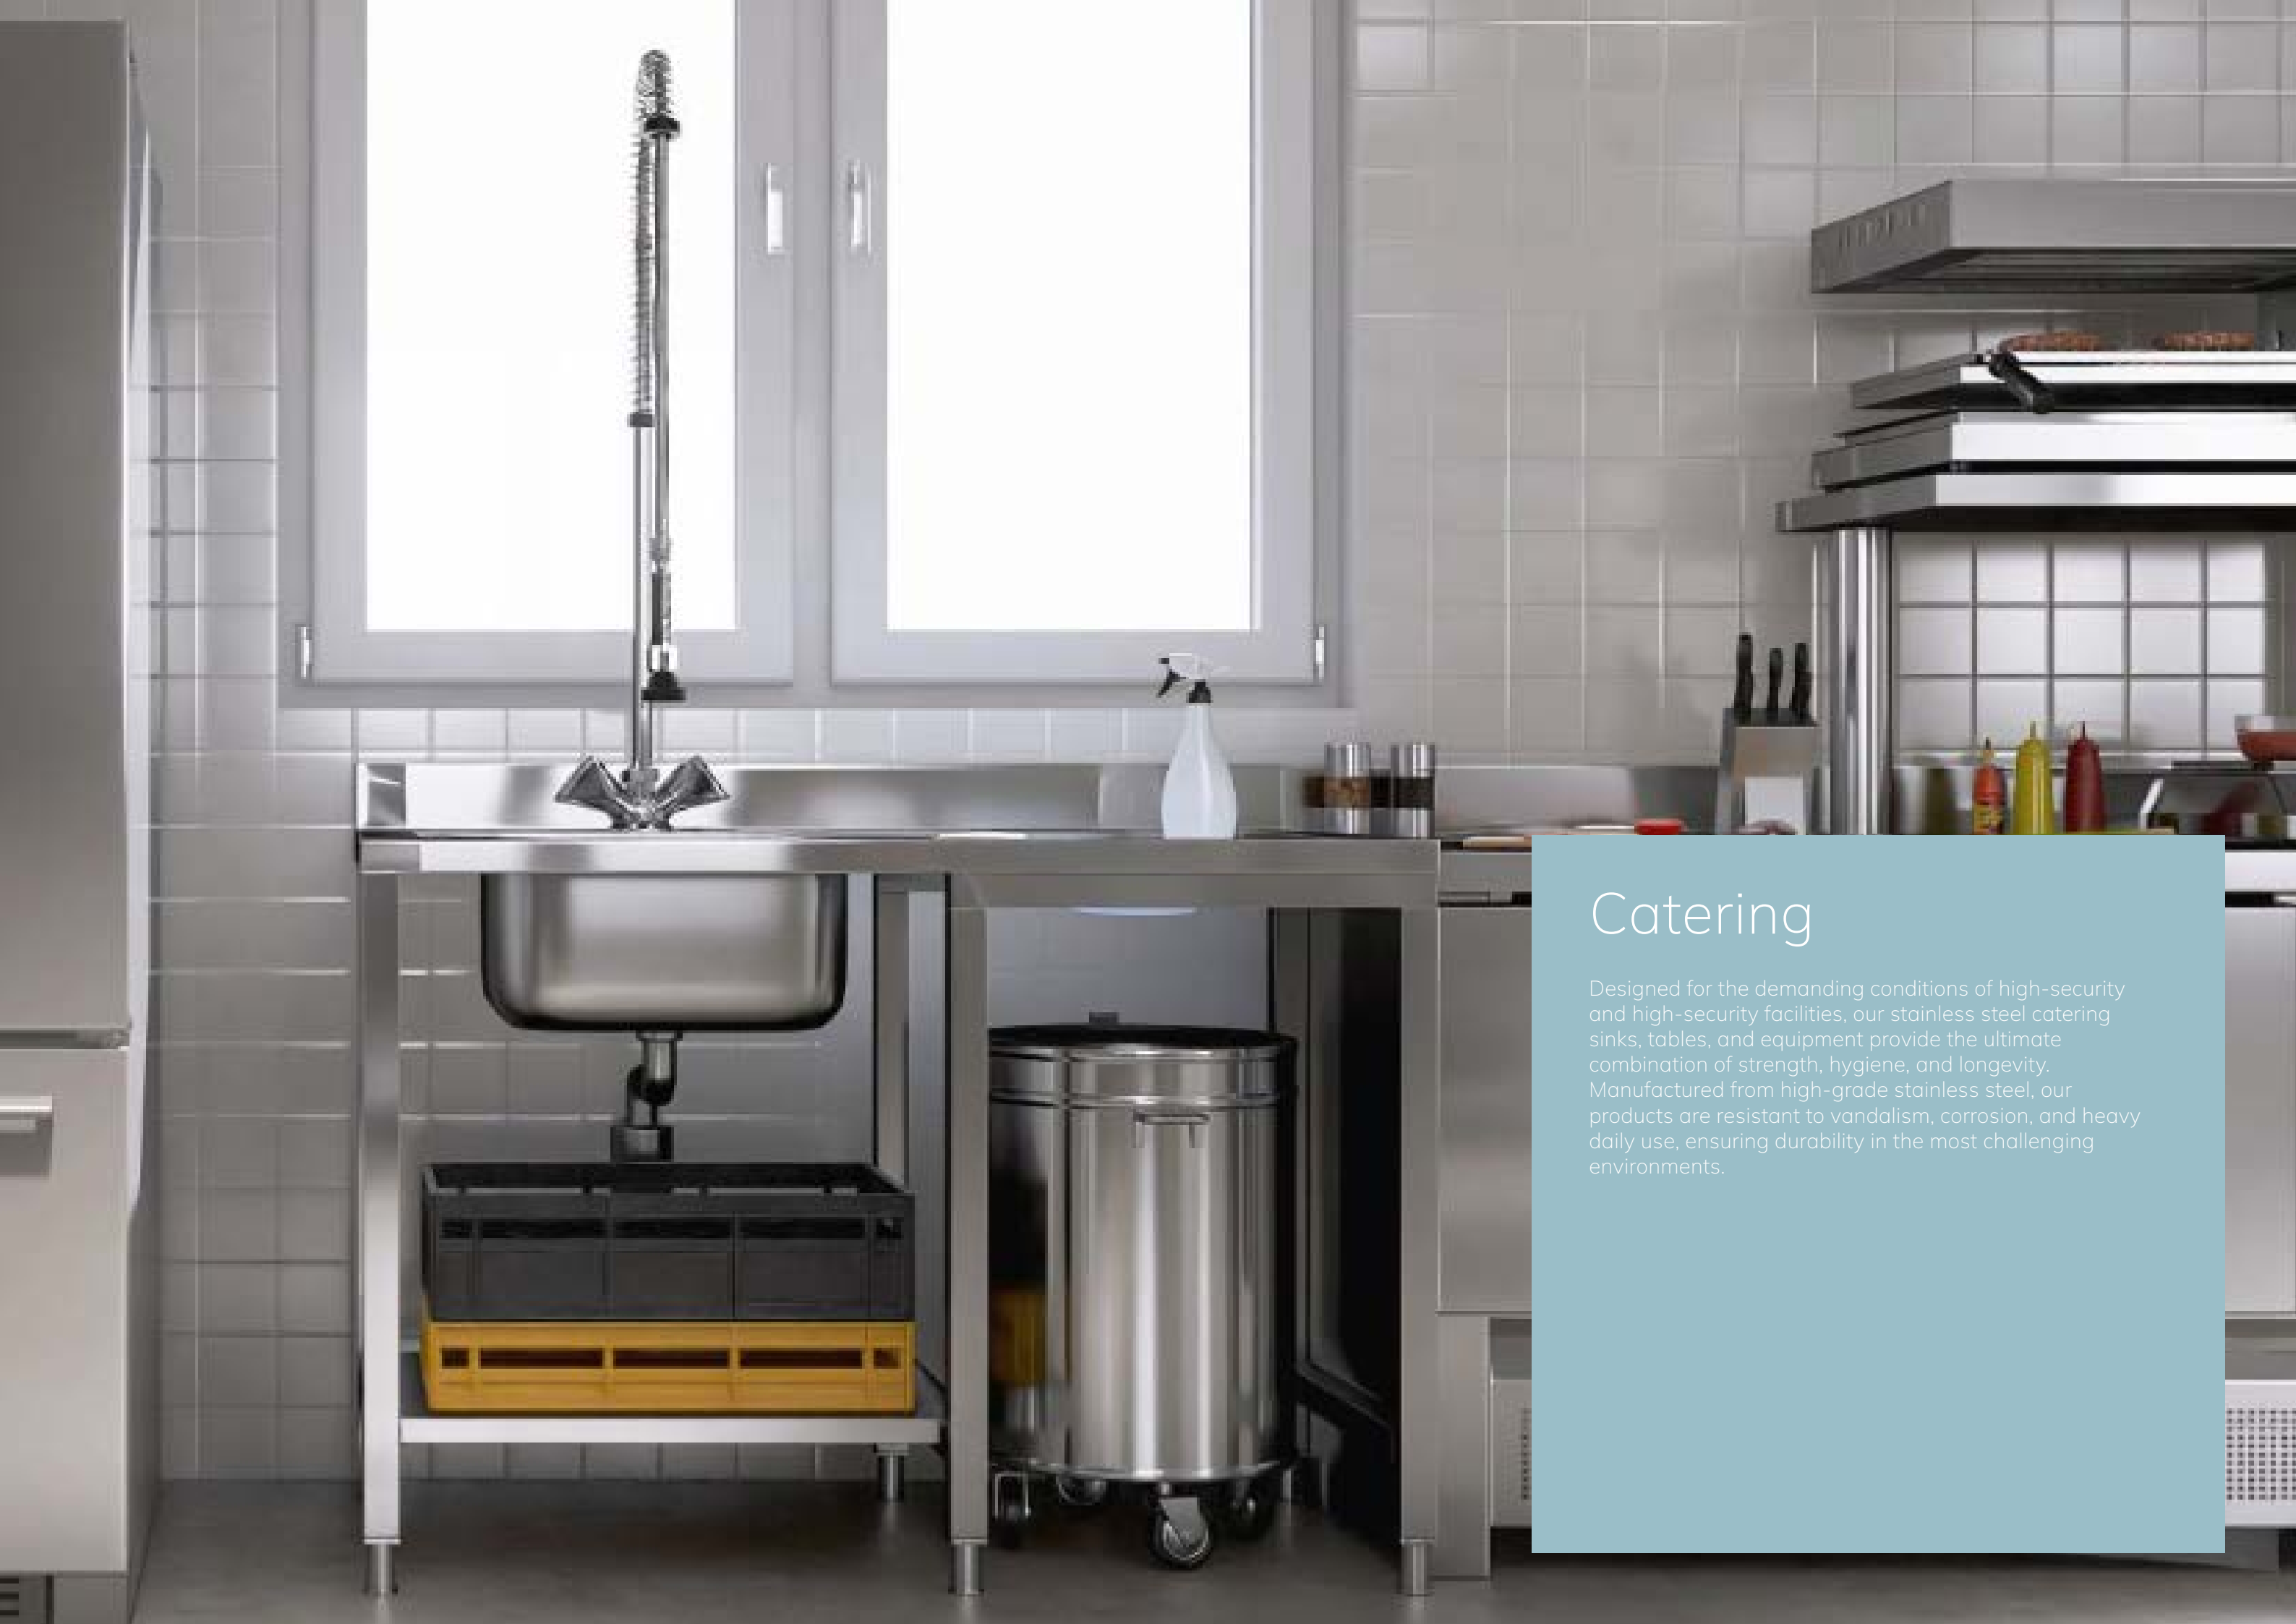 Catering
Designed for the demanding conditions of high-security
and high-security facilities, our stainless steel catering
sinks, tables, and equipment provide the ultimate
combination of strength, hygiene, and longevity.
Manufactured from high-grade stainless steel, our
products are resistant to vandalism, corrosion, and heavy
daily use, ensuring durability in the most challenging
environments.